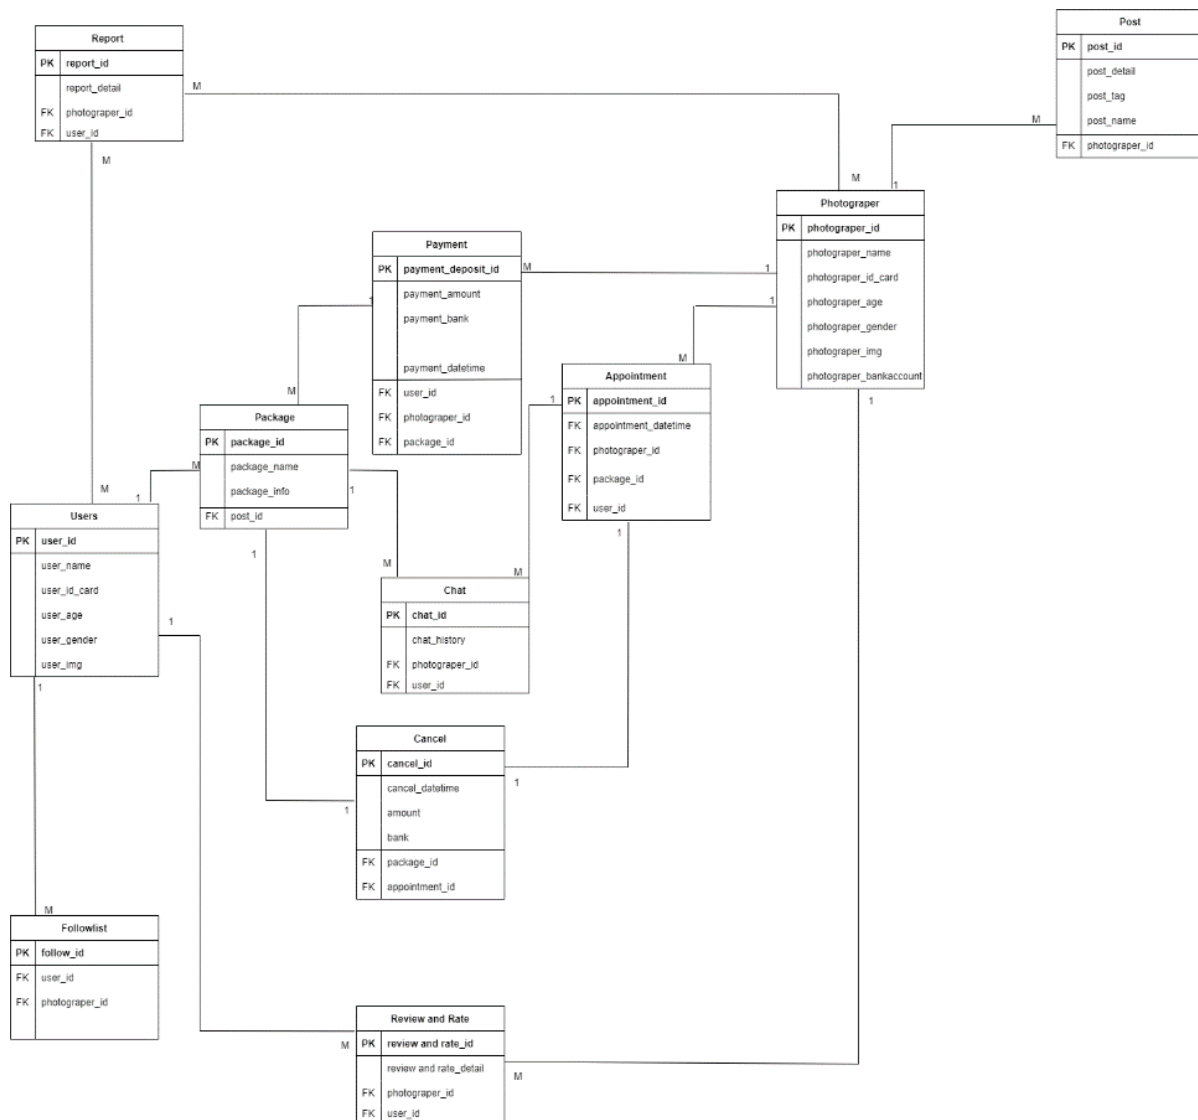 Report
PK report_id
report_detail
FK photograper_id
FK user_id
M
M
Post
PK post_id
post_detail
post_tag
post_name
FK photograper_id
M
1
M
Photograper
PK photograper_id
photograper_name
photograper_id_card
photograper_age
photograper_gender
photograper_img
photograper_bankaccount
1
1
1
Payment
PK payment_deposit_id
payment_amount
payment_bank
payment_datetime
FK user_id
FK photograper_id
FK package_id
M
1
M
Appointment
PK appointment_id
FK appointment_datetime
FK photograper_id
FK package_id
FK user_id
M
1
1
Package
PK package_id
package_name
package_info
FK post_id
M
1
1
M
1
Users
PK user_id
user_name
user_id_card
user_age
user_gender
user_img
1
1
Chat
PK chat_id
chat_history
FK photograper_id
FK user_id
M
M
Cancel
PK cancel_id
cancel_datetime
amount
bank
FK package_id
FK appointment_id
1
1
M
Followlist
PK follow_id
FK user_id
FK photograper_id
Review and Rate
PK review and rate_id
review and rate_detail
FK photograper_id
FK user_id
M
M